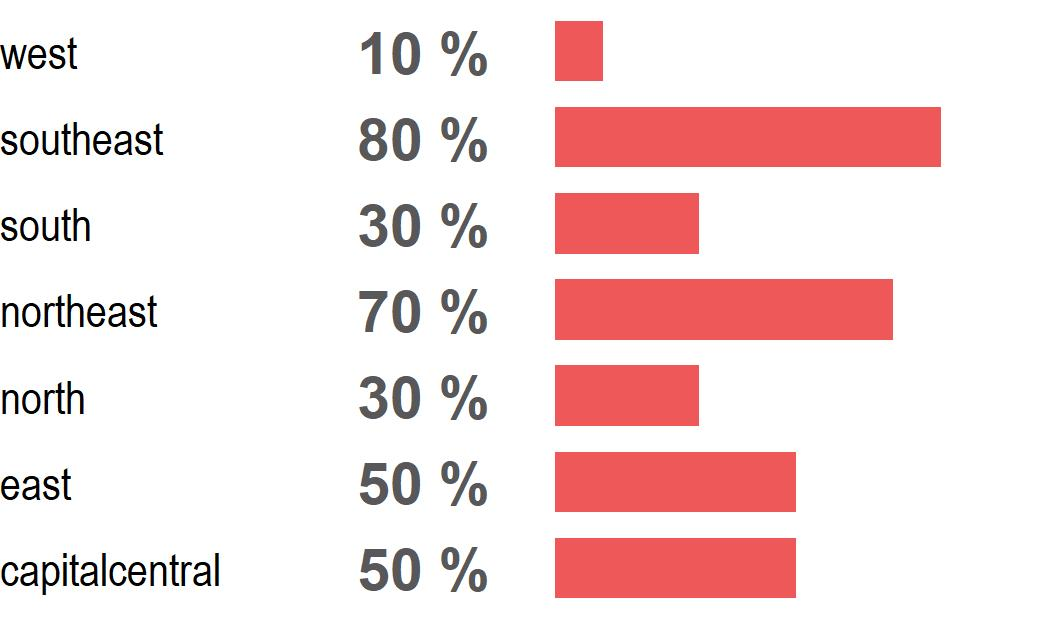 west 10 %
southeast 80 %
south 30 %
northeast 70 %
north 30 %
east 50 %
capitalcentral 50 %